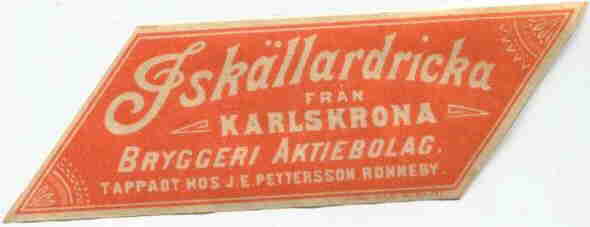 Iskällardricka
FRÅN
KARLSKRONA
BRYGGERI AKTIEBOLAG.
TAPPADT HOS J.E. PETTERSSON, RONNEBY.